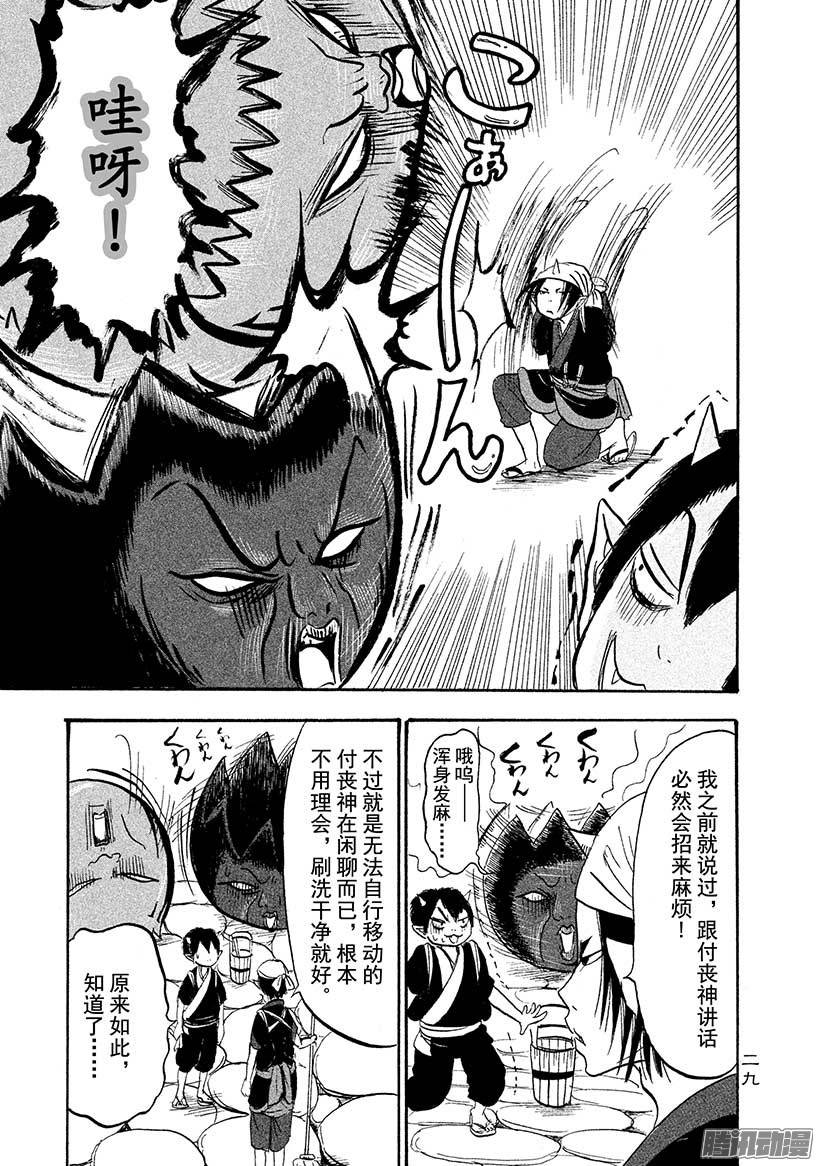 哇呀！
ごぁーん
我之前就说过，跟付丧神讲话
必然会招来麻烦！
くわん
くわん
くわん
哦呜——
浑身发麻……
不过就是无法自行移动的
付丧神在闲聊而已，根本
不用理会，刷洗干净就好。
くわん
くわん
くわん
原来如此，
知道了……
二九
腾讯动漫